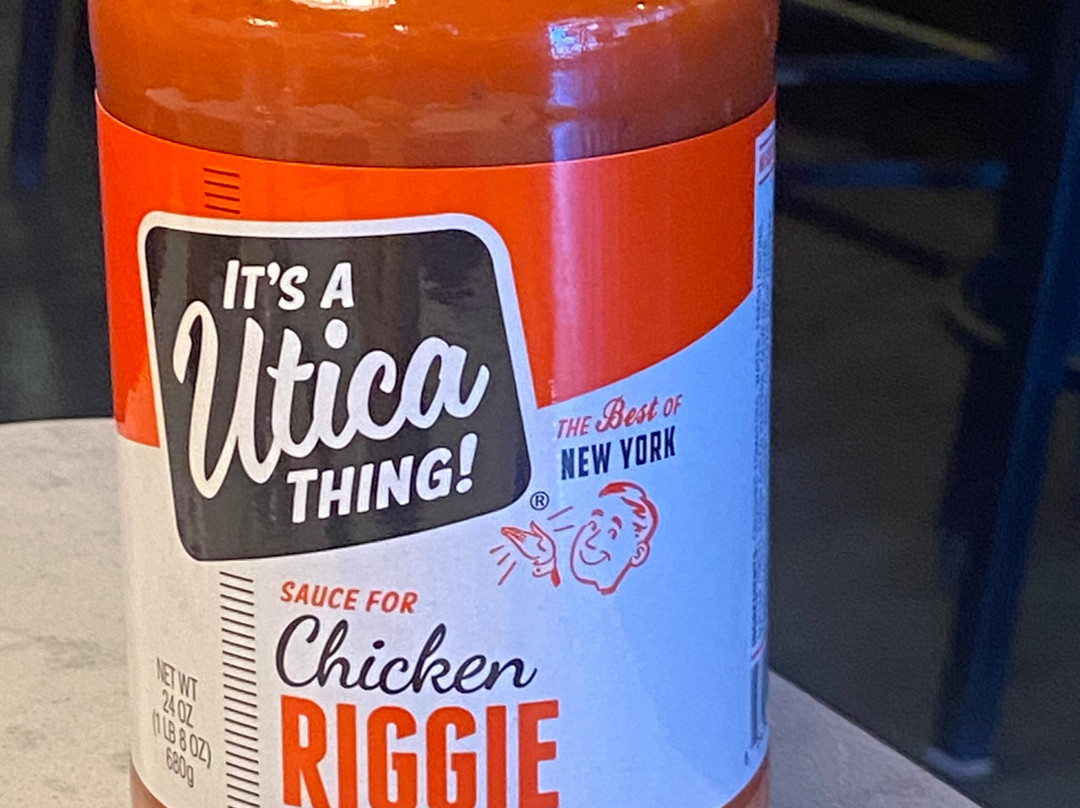 IT'S A
Utica
THING!
®
THE Best OF
NEW YORK
SAUCE FOR
Chicken
RIGGIE
NET WT
24 OZ
(1 LB 8 OZ)
680g